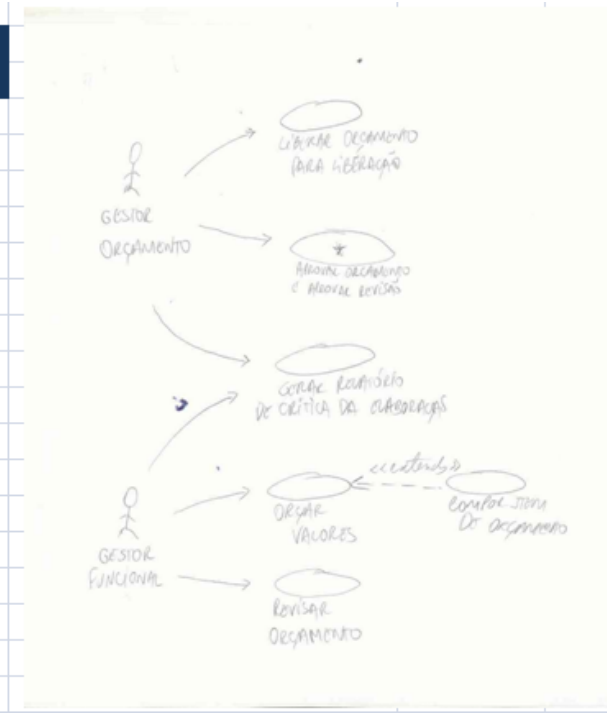 LIBERAR ORÇAMENTO
PARA LIBERAÇÃO
GESTOR
ORÇAMENTO
APROVAR ORÇAMENTO
E APROVAR REVISÃO
GERAR RELATÓRIO
DE CRÍTICA DA ELABORAÇÃO
<<extends>>
ORÇAR
VALORES
COMPOR ITEM
DE ORÇAMENTO
GESTOR
FUNCIONAL
REVISAR
ORÇAMENTO